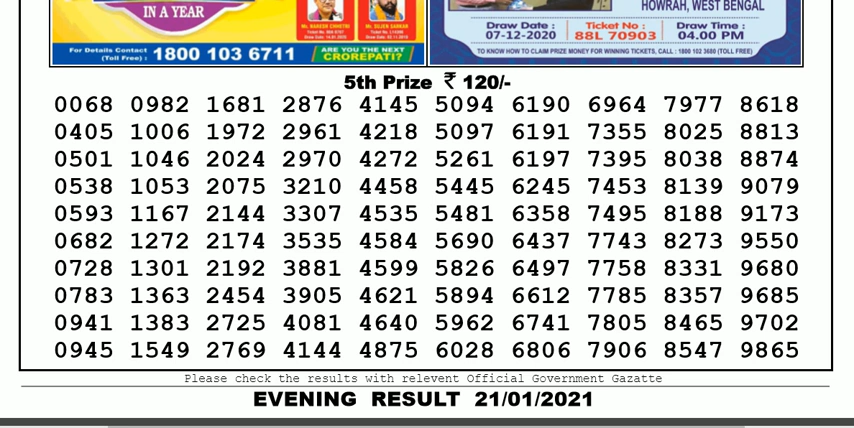 IN A YEAR
For Details Contact
(Toll Free) : 1800 103 6711
ARE YOU THE NEXT
CROREPATI?
HOWRAH, WEST BENGAL
Draw Date :
07-12-2020
Ticket No :
88L 70903
Draw Time :
04.00 PM
TO KNOW HOW TO CLAIM PRIZE MONEY FOR WINNING TICKETS, CALL : 1800 102 3680 (TOLL FREE)
5th Prize ₹ 120/-
0068 0982 1681 2876 4145 5094 6190 6964 7977 8618
0405 1006 1972 2961 4218 5097 6191 7355 8025 8813
0501 1046 2024 2970 4272 5261 6197 7395 8038 8874
0538 1053 2075 3210 4458 5445 6245 7453 8139 9079
0593 1167 2144 3307 4535 5481 6358 7495 8188 9173
0682 1272 2174 3535 4584 5690 6437 7743 8273 9550
0728 1301 2192 3881 4599 5826 6497 7758 8331 9680
0783 1363 2454 3905 4621 5894 6612 7785 8357 9685
0941 1383 2725 4081 4640 5962 6741 7805 8465 9702
0945 1549 2769 4144 4875 6028 6806 7906 8547 9865
Please check the results with relevent Official Government Gazatte
EVENING RESULT 21/01/2021